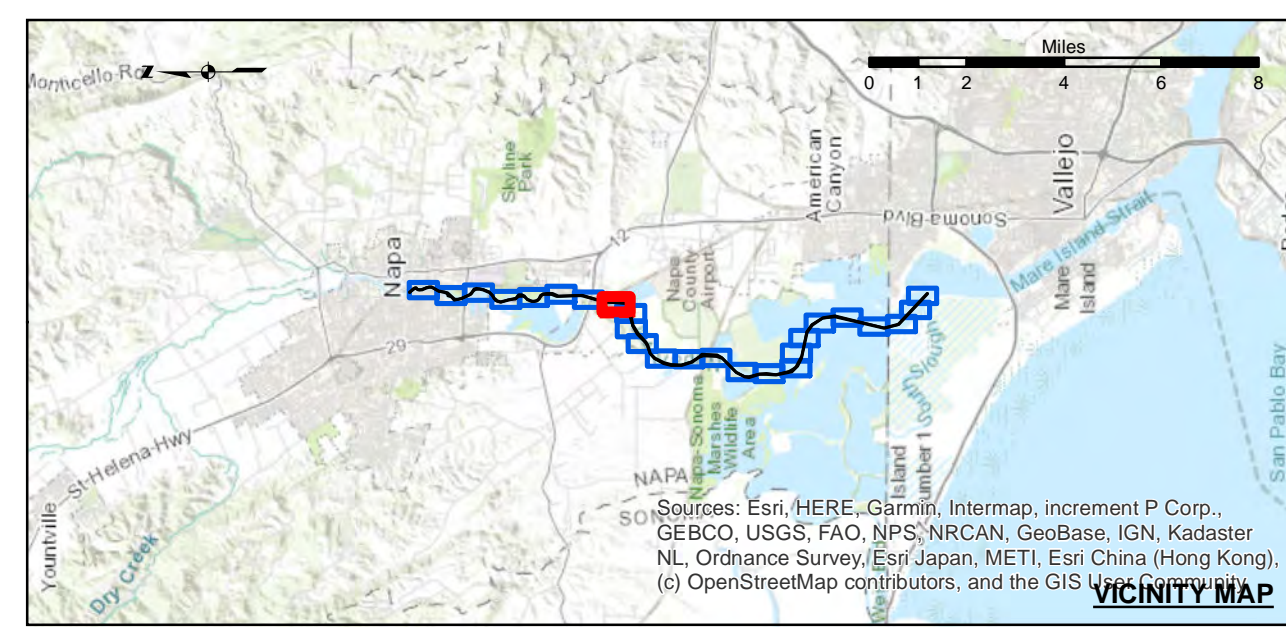 Miles
0 1 2 4 6 8
Z
Monticello Rd
Skyline
Park
American
Canyon
Vallejo
Sonoma Blvd
Mare Island Strait
Napa
12
Napa
County
Airport
Mare
Island
29
South Slough
San Pablo Bay
St-Helena-Hwy
Napa-Sonoma
Marshes
Wildlife
Area
Island
Number 1
NAPA
SONOMA
Yountville
Dry Creek
Sources: Esri, HERE, Garmin, Intermap, increment P Corp.,
GEBCO, USGS, FAO, NPS, NRCAN, GeoBase, IGN, Kadaster
NL, Ordnance Survey, Esri Japan, METI, Esri China (Hong Kong),
(c) OpenStreetMap contributors, and the GIS User Community
VICINITY MAP